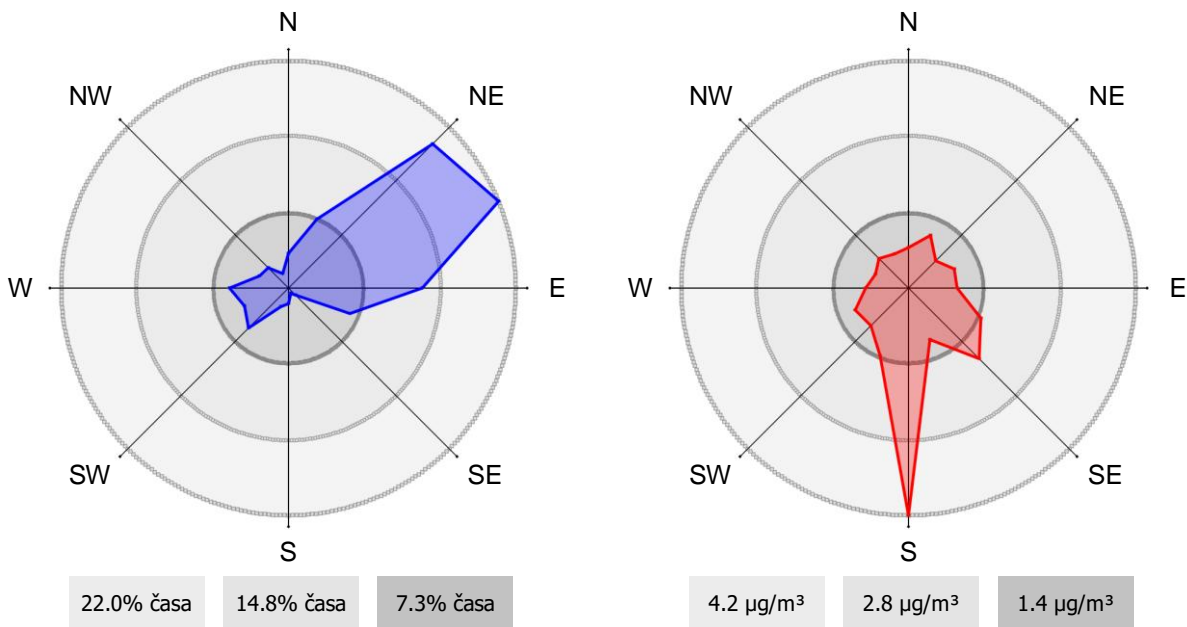 N
NE
E
SE
S
SW
W
NW
22.0% časa
14.8% časa
7.3% časa
N
NE
E
SE
S
SW
W
NW
4.2 µg/m³
2.8 µg/m³
1.4 µg/m³